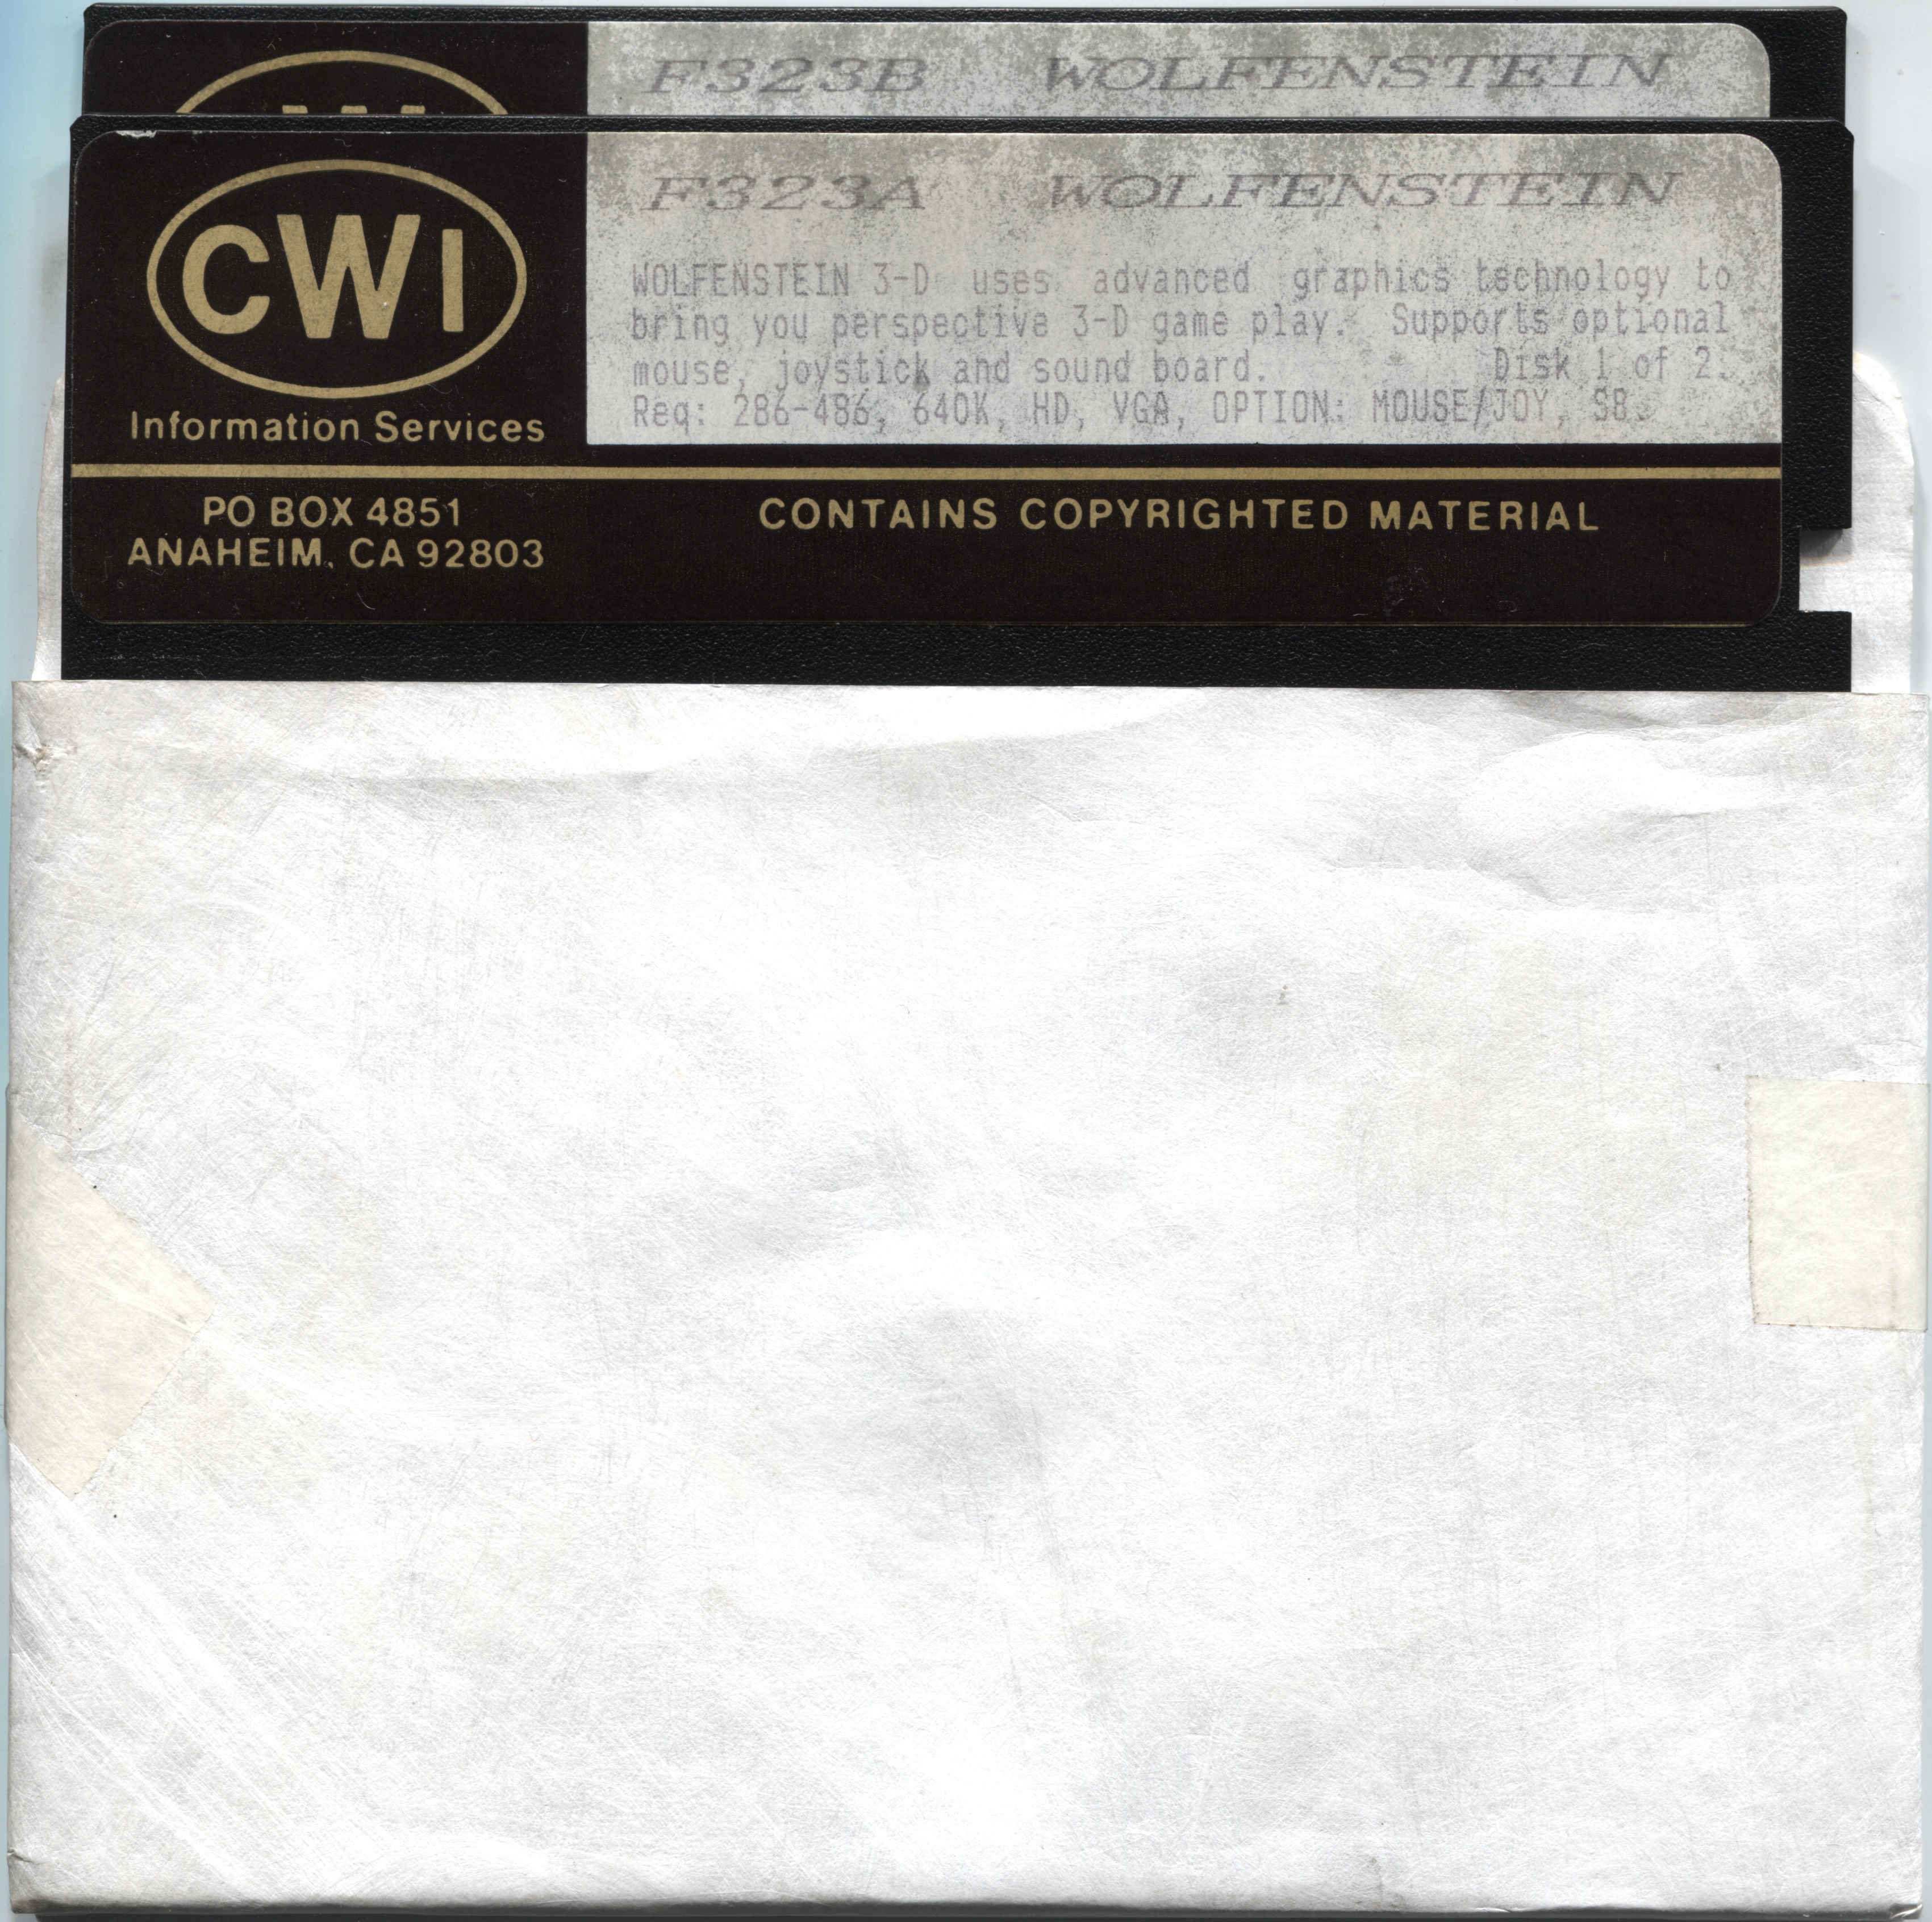 F323B WOLFENSTEIN
F323A WOLFENSTEIN
CWI
Information Services
WOLFENSTEIN 3-D uses advanced graphics technology to
bring you perspective 3-D game play. Supports optional
mouse, joystick and sound board. Disk 1 of 2.
Req: 286-486, 640K, HD, VGA, OPTION: MOUSE/JOY, SB.
PO BOX 4851
ANAHEIM, CA 92803
CONTAINS COPYRIGHTED MATERIAL